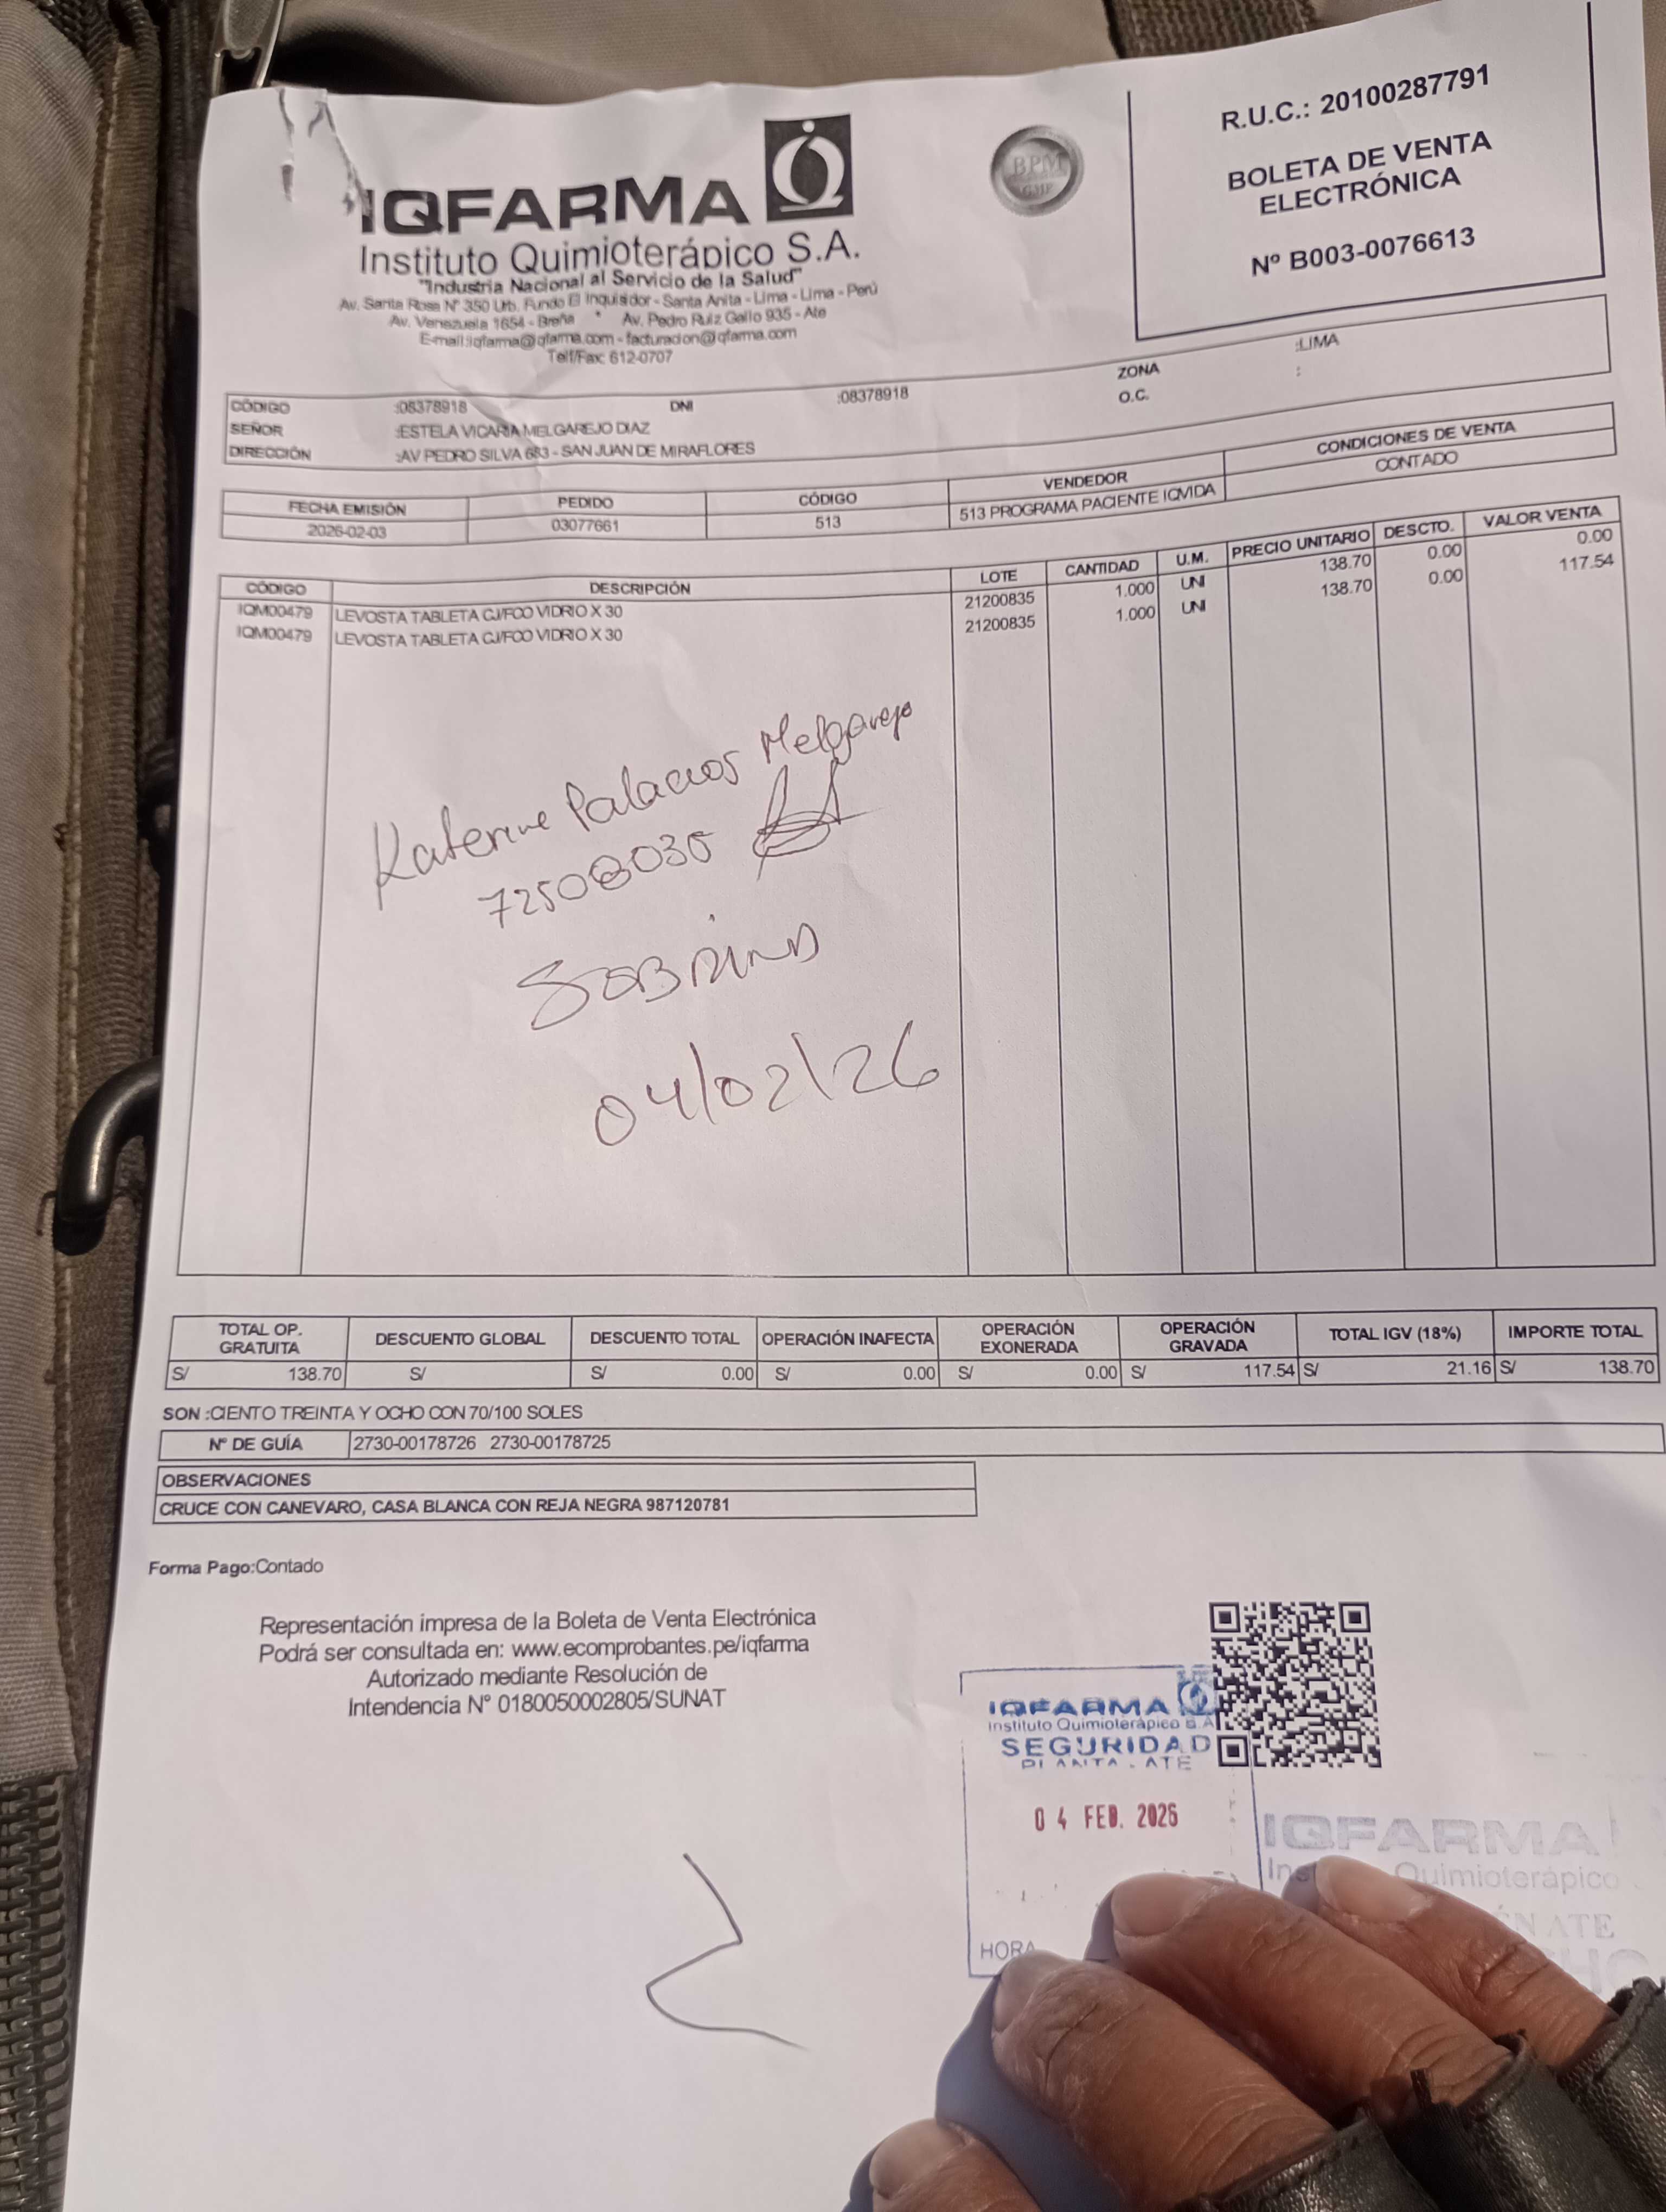 IQFARMA
Instituto Quimioterápico S.A.
"Industria Nacional al Servicio de la Salud"
Av. Santa Rosa Nº 350 Urb. Fundo El Inquisidor - Santa Anita - Lima - Lima - Perú
Av. Venezuela 1654 - Breña * Av. Pedro Ruiz Gallo 935 - Ate
E-mail:iqfarma@iqfarma.com - facturacion@iqfarma.com
Telf/Fax: 612-0707
BPM
GMP
R.U.C.: 20100287791
BOLETA DE VENTA
ELECTRÓNICA
Nº B003-0076613
CÓDIGO :08378918 DNI :08378918 ZONA :LIMA
SEÑOR :ESTELA VICARIA MELGAREJO DIAZ O.C. :
DIRECCIÓN :AV PEDRO SILVA 683 - SAN JUAN DE MIRAFLORES
FECHA EMISIÓN PEDIDO CÓDIGO VENDEDOR CONDICIONES DE VENTA
2026-02-03 03077661 513 513 PROGRAMA PACIENTE IQVIDA CONTADO
CÓDIGO DESCRIPCIÓN LOTE CANTIDAD U.M. PRECIO UNITARIO DESCTO. VALOR VENTA
IQM00479 LEVOSTA TABLETA CJ/FCO VIDRIO X 30 21200835 1.000 UNI 138.70 0.00 0.00
IQM00479 LEVOSTA TABLETA CJ/FCO VIDRIO X 30 21200835 1.000 UNI 138.70 0.00 117.54
Katerine Palacios Melgarejo
72508035
SOBRINA
04/02/26
TOTAL OP. GRATUITA DESCUENTO GLOBAL DESCUENTO TOTAL OPERACIÓN INAFECTA OPERACIÓN EXONERADA OPERACIÓN GRAVADA TOTAL IGV (18%) IMPORTE TOTAL
S/ 138.70 S/ S/ 0.00 S/ 0.00 S/ 0.00 S/ 117.54 S/ 21.16 S/ 138.70
SON :CIENTO TREINTA Y OCHO CON 70/100 SOLES
Nº DE GUÍA 2730-00178726 2730-00178725
OBSERVACIONES
CRUCE CON CANEVARO, CASA BLANCA CON REJA NEGRA 987120781
Forma Pago:Contado
Representación impresa de la Boleta de Venta Electrónica
Podrá ser consultada en: www.ecomprobantes.pe/iqfarma
Autorizado mediante Resolución de
Intendencia N° 0180050002805/SUNAT
IQFARMA
Instituto Quimioterápico S.A
SEGURIDAD
PLANTA - ATE
04 FEB. 2026
HORA
IQFARMA
Quimioterápico
ATE